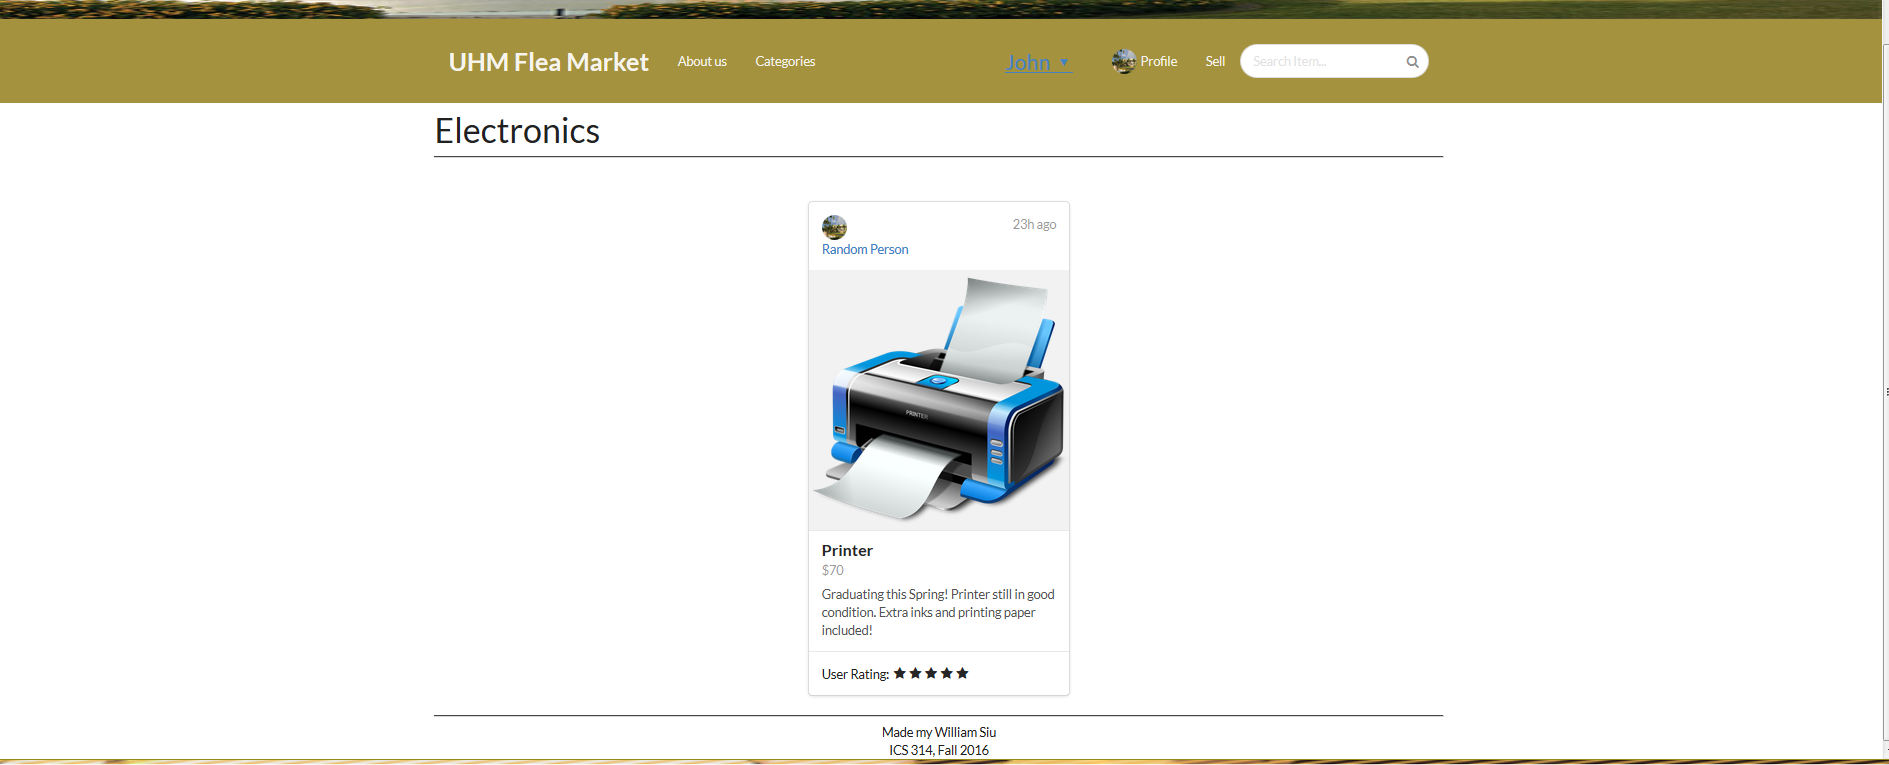 UHM Flea Market About us Categories John ▼ Profile Sell Search Item...
Electronics
23h ago
Random Person
PRINTER
Printer
$70
Graduating this Spring! Printer still in good
condition. Extra inks and printing paper
included!
User Rating: ★★★★★
Made my William Siu
ICS 314, Fall 2016